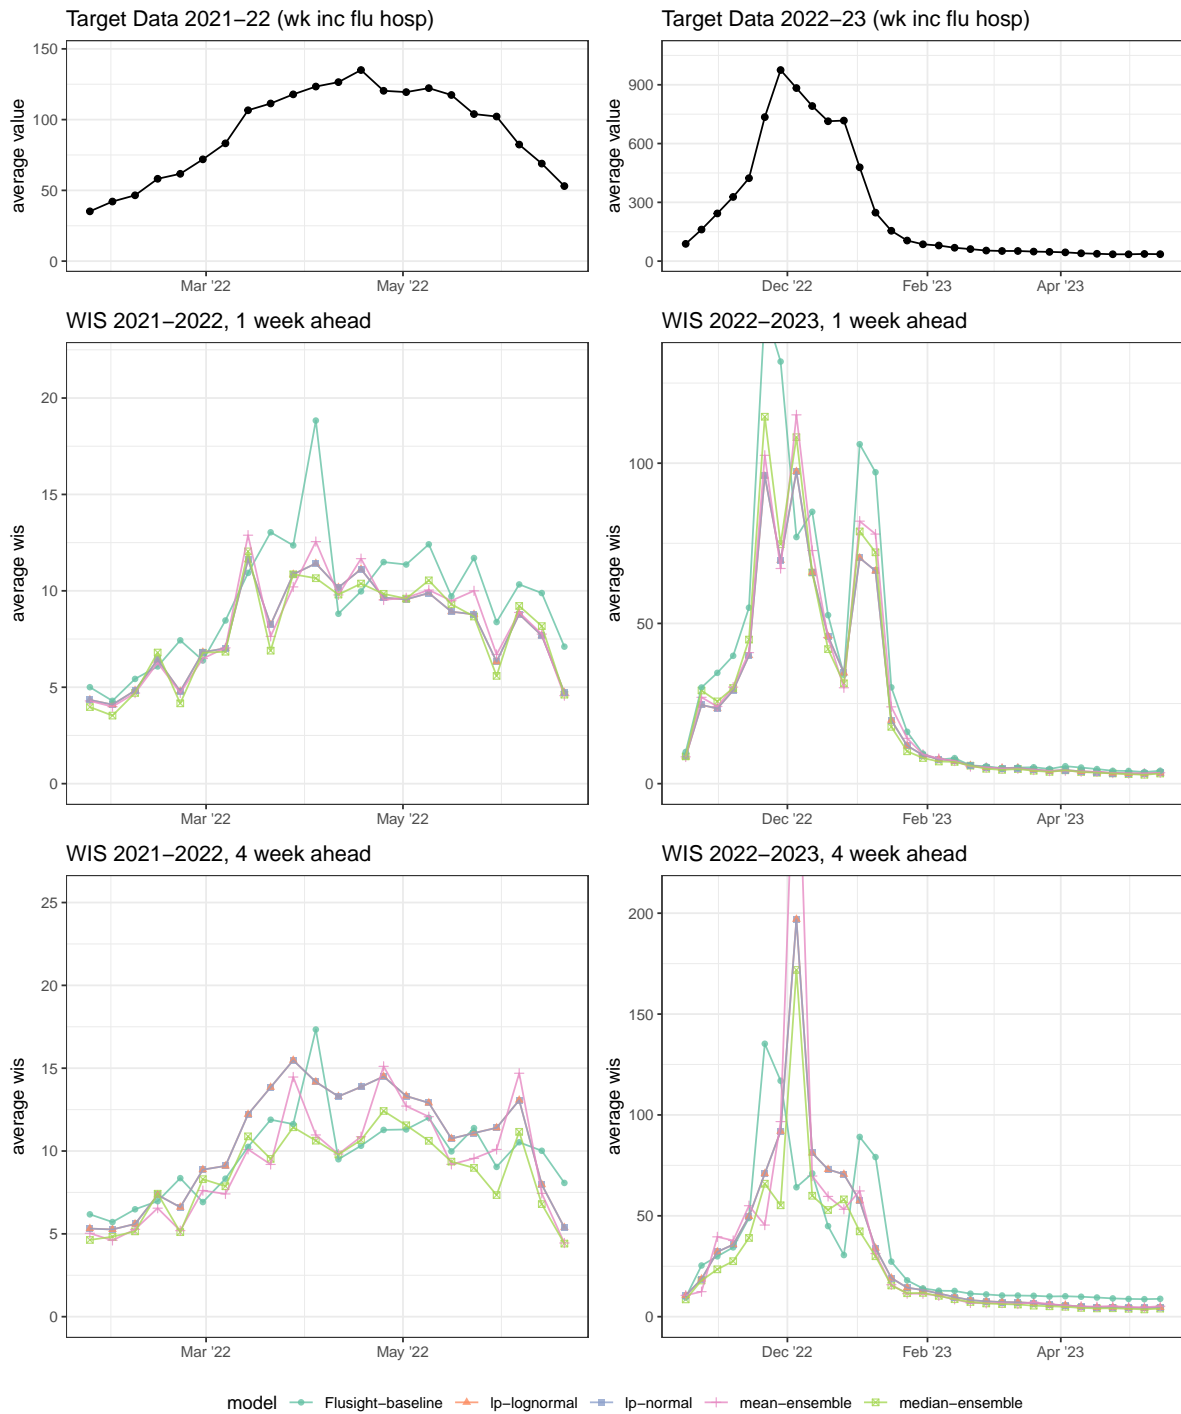 Target Data 2021−22 (wk inc flu hosp)
Target Data 2022−23 (wk inc flu hosp)
average value
150
100
50
0
Mar '22
May '22
average value
900
600
300
0
Dec '22
Feb '23
Apr '23
WIS 2021−2022, 1 week ahead
WIS 2022−2023, 1 week ahead
average wis
20
15
10
5
0
Mar '22
May '22
average wis
100
50
0
Dec '22
Feb '23
Apr '23
WIS 2021−2022, 4 week ahead
WIS 2022−2023, 4 week ahead
average wis
25
20
15
10
5
0
Mar '22
May '22
average wis
200
150
100
50
0
Dec '22
Feb '23
Apr '23
model Flusight−baseline lp−lognormal lp−normal mean−ensemble median−ensemble